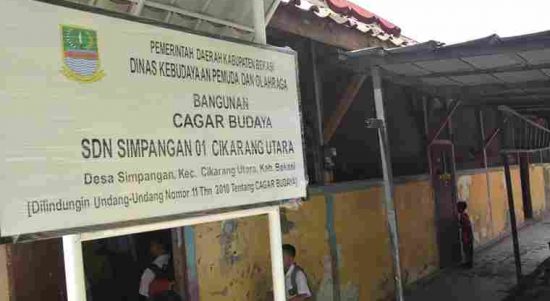 PEMERINTAH DAERAH KABUPATEN BEKASI
DINAS KEBUDAYAAN PEMUDA DAN OLAHRAGA
BANGUNAN
CAGAR BUDAYA
SDN SIMPANGAN 01 CIKARANG UTARA
Desa Simpangan, Kec. Cikarang Utara, Kab. Bekasi
[Dilindungin Undang-Undang Nomor 11 Thn 2010 Tentang CAGAR BUDAYA]